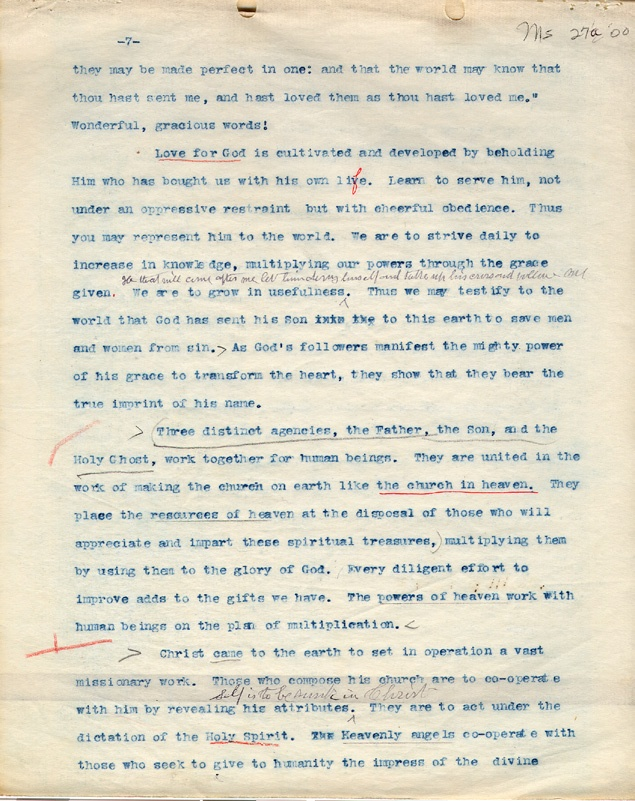 Ms 27a '00
-7-
they may be made perfect in one: and that the world may know that
thou hast sent me, and hast loved them as thou hast loved me."
Wonderful, gracious words!
Love for God is cultivated and developed by beholding
Him who has bought us with his own life. Learn to serve him, not
under an oppressive restraint but with cheerful obedience. Thus
you may represent him to the world. We are to strive daily to
increase in knowledge, multiplying our powers through the grace
He that will come after me let him deny himself and take up his cross and follow me
given. We are to grow in usefulness. Thus we may testify to the
world that God has sent his Son to this earth to save men
and women from sin. > As God's followers manifest the mighty power
of his grace to transform the heart, they show that they bear the
true imprint of his name.
> (Three distinct agencies, the Father, the Son, and the
Holy Ghost, work together for human beings. They are united in the
work of making the church on earth like the church in heaven. They
place the resources of heaven at the disposal of those who will
appreciate and impart these spiritual treasures,) multiplying them
by using them to the glory of God. Every diligent effort to
improve adds to the gifts we have. The powers of heaven work with
human beings on the plan of multiplication. <
> Christ came to the earth to set in operation a vast
missionary work. Those who compose his church are to co-operate
Self is to be sunk in Christ
with him by revealing his attributes. They are to act under the
dictation of the Holy Spirit. The Heavenly angels co-operate with
those who seek to give to humanity the impress of the divine